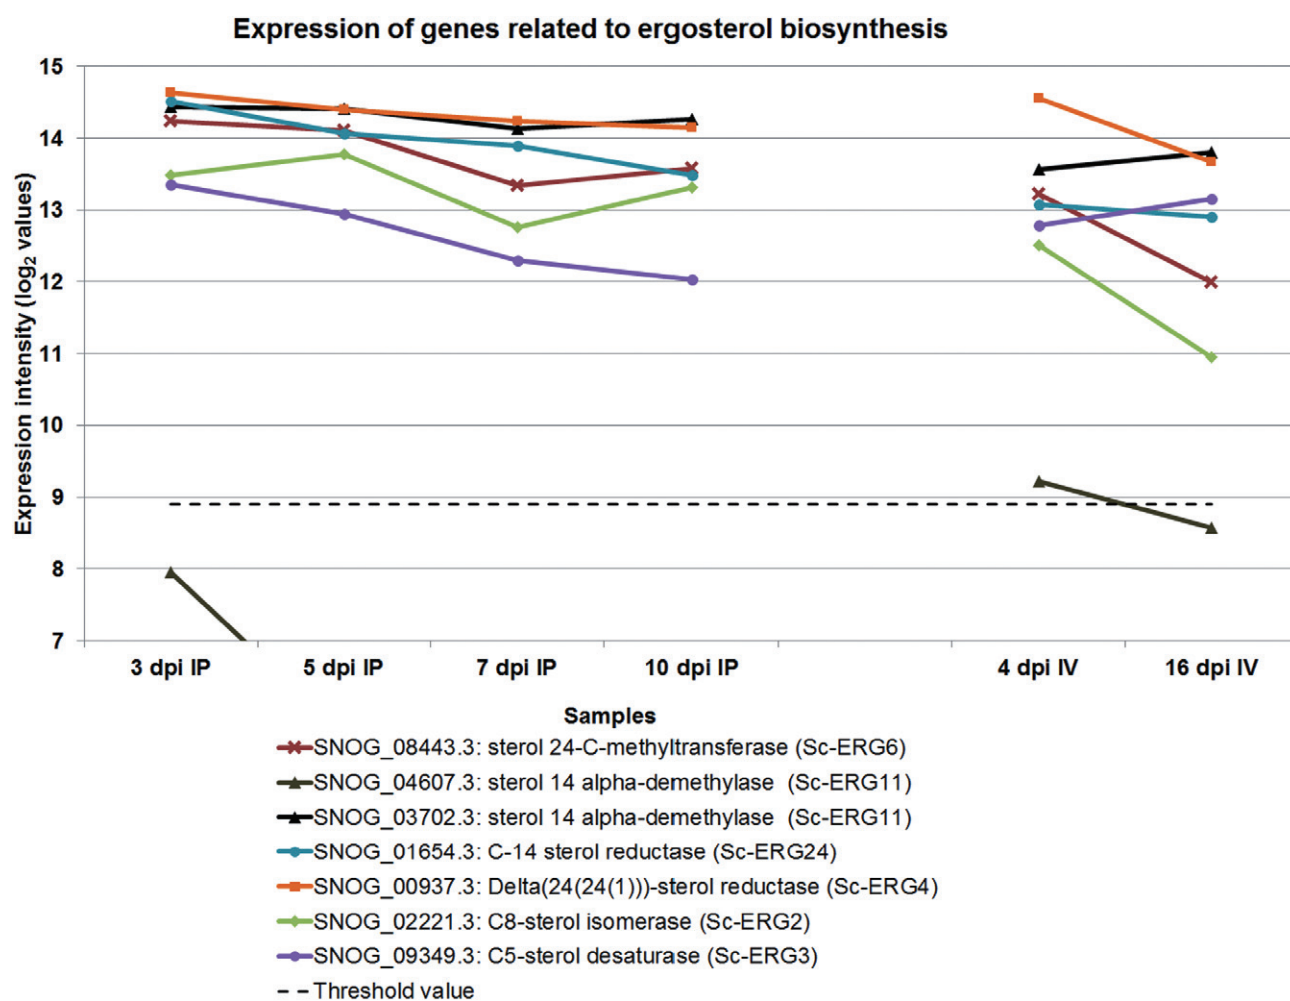 Expression of genes related to ergosterol biosynthesis
Expression intensity (log₂ values)
15
14
13
12
11
10
9
8
7
3 dpi IP 5 dpi IP 7 dpi IP 10 dpi IP 4 dpi IV 16 dpi IV
Samples
SNOG_08443.3: sterol 24-C-methyltransferase (Sc-ERG6)
SNOG_04607.3: sterol 14 alpha-demethylase (Sc-ERG11)
SNOG_03702.3: sterol 14 alpha-demethylase (Sc-ERG11)
SNOG_01654.3: C-14 sterol reductase (Sc-ERG24)
SNOG_00937.3: Delta(24(24(1)))-sterol reductase (Sc-ERG4)
SNOG_02221.3: C8-sterol isomerase (Sc-ERG2)
SNOG_09349.3: C5-sterol desaturase (Sc-ERG3)
Threshold value